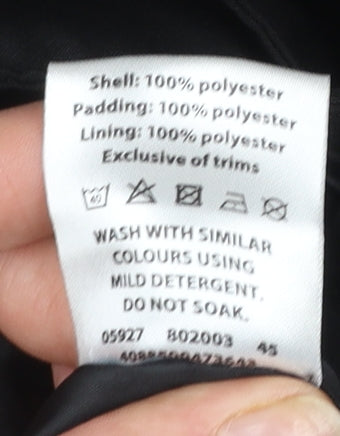 Shell: 100% polyester
Padding: 100% polyester
Lining: 100% polyester
Exclusive of trims
40
WASH WITH SIMILAR
COLOURS USING
MILD DETERGENT.
DO NOT SOAK.
05927 802003 45